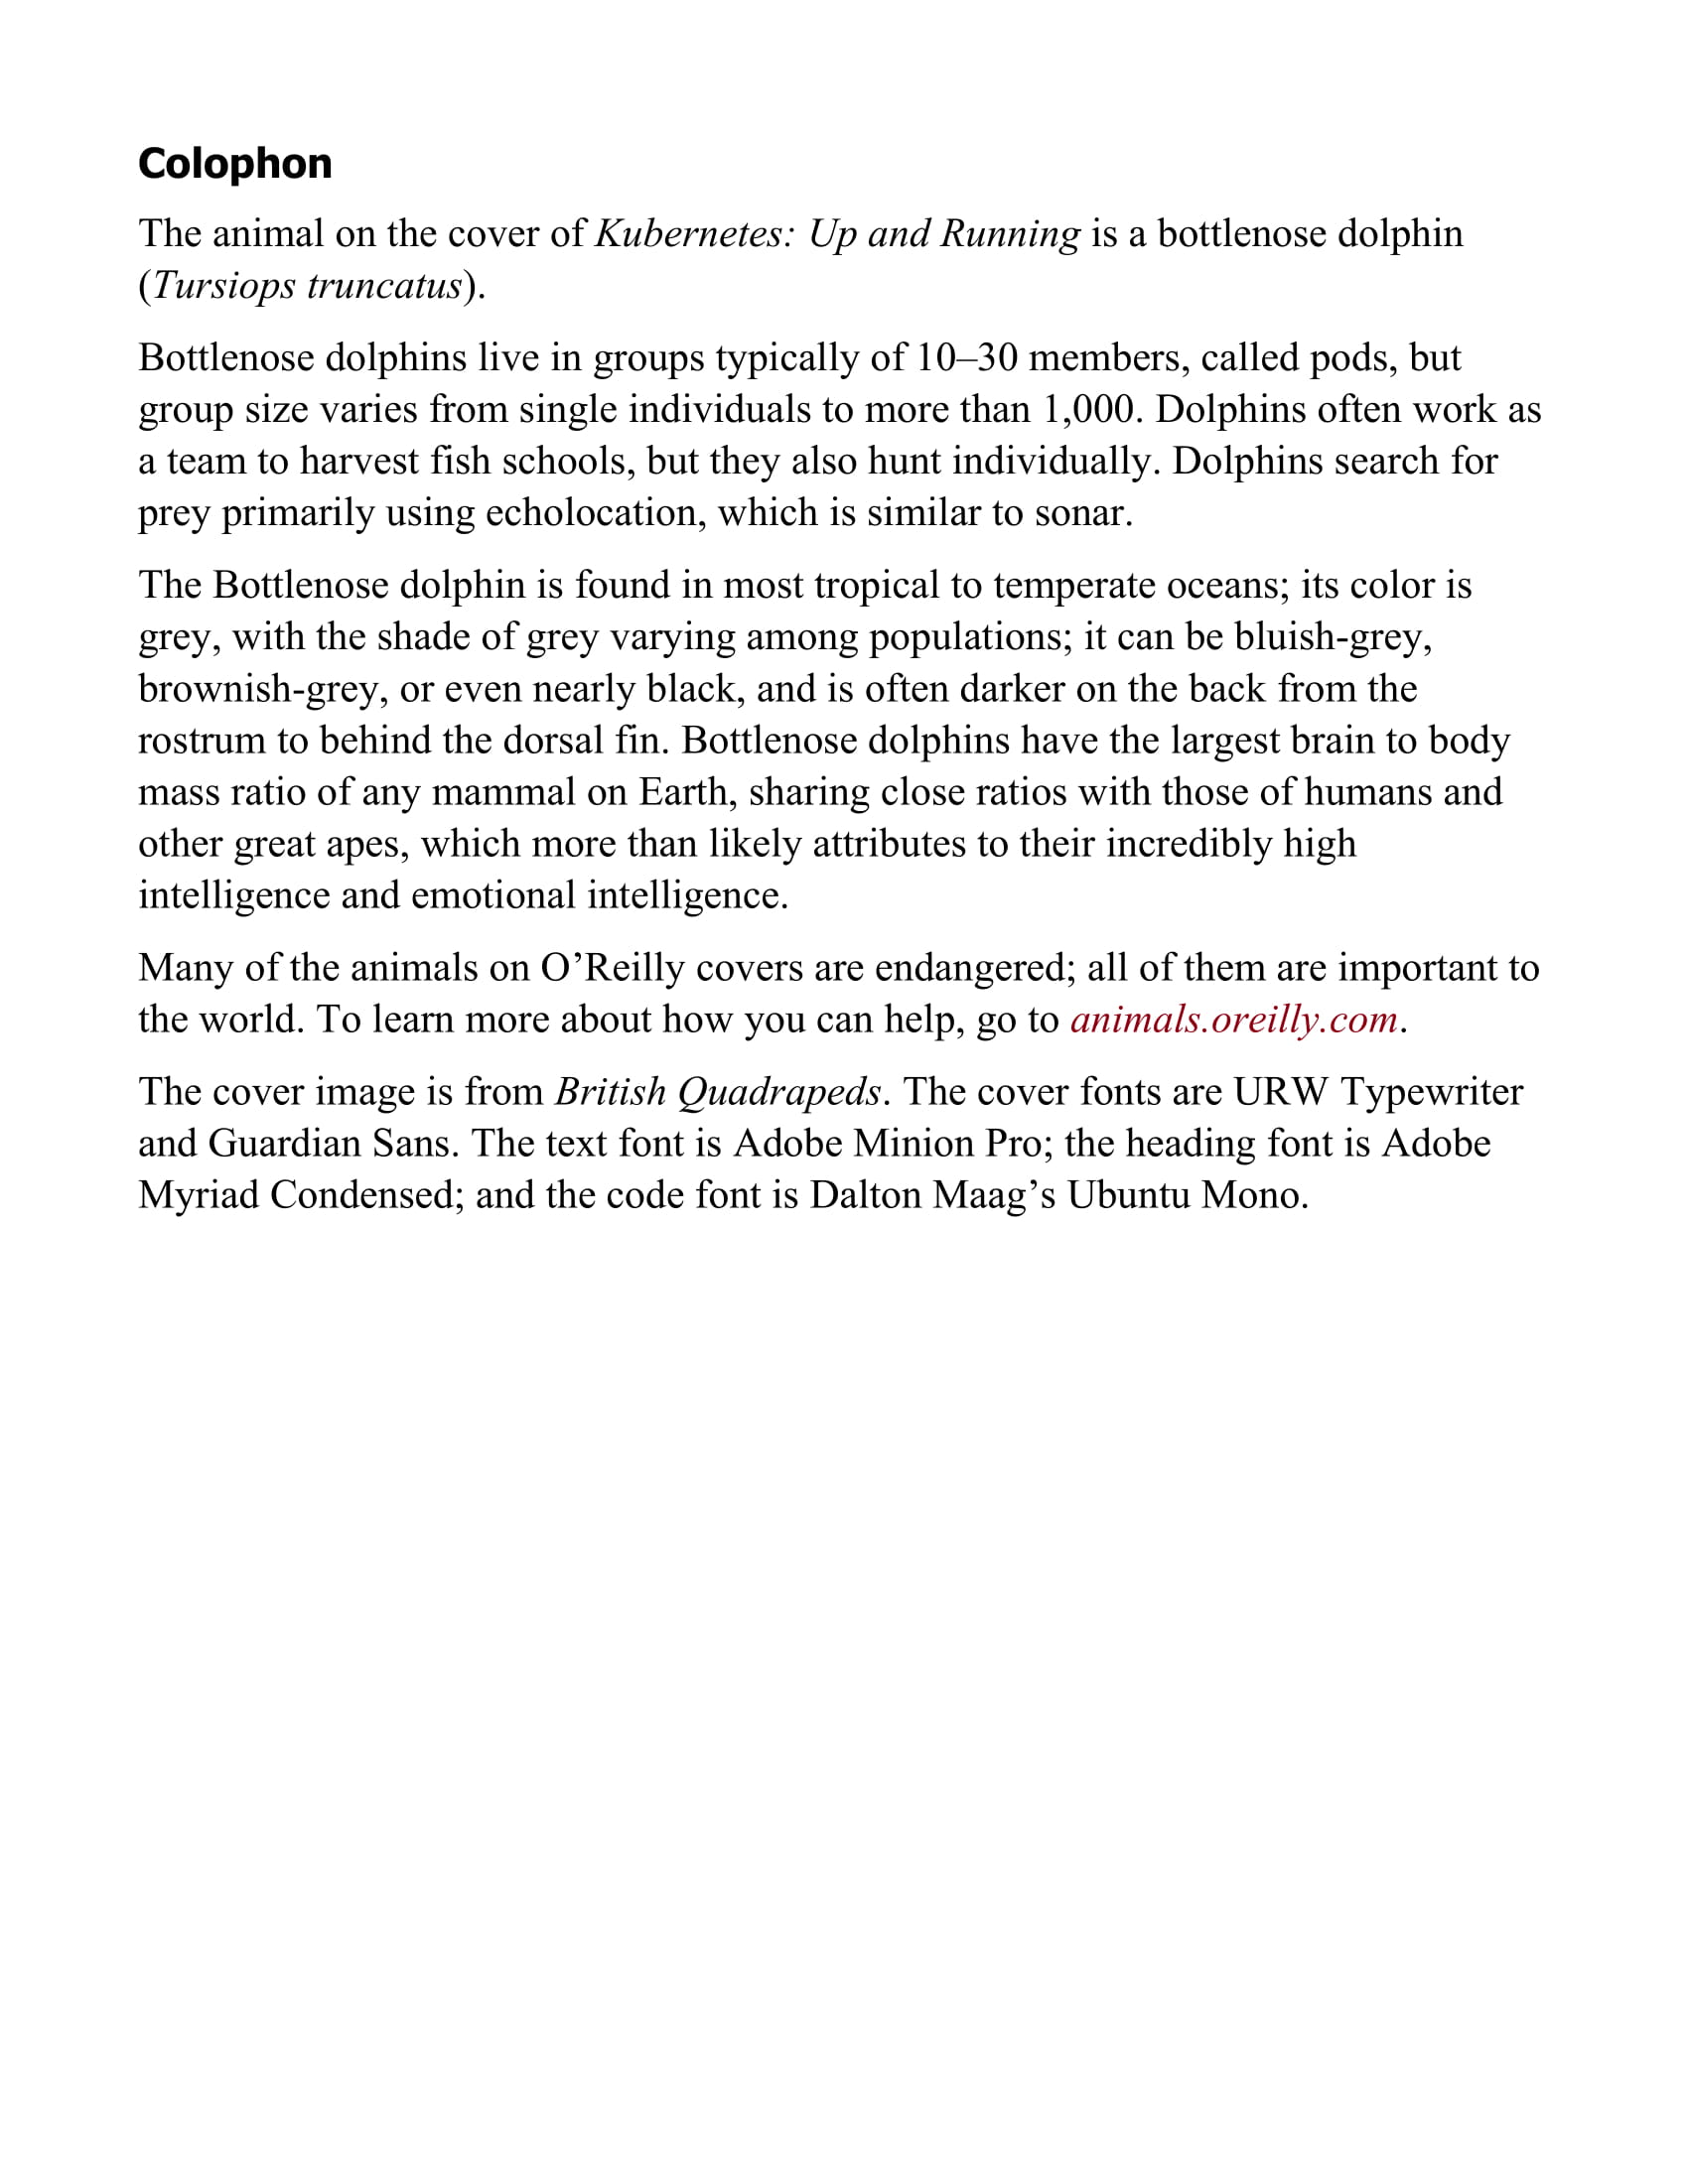 Colophon
The animal on the cover of Kubernetes: Up and Running is a bottlenose dolphin
(Tursiops truncatus).
Bottlenose dolphins live in groups typically of 10–30 members, called pods, but
group size varies from single individuals to more than 1,000. Dolphins often work as
a team to harvest fish schools, but they also hunt individually. Dolphins search for
prey primarily using echolocation, which is similar to sonar.
The Bottlenose dolphin is found in most tropical to temperate oceans; its color is
grey, with the shade of grey varying among populations; it can be bluish-grey,
brownish-grey, or even nearly black, and is often darker on the back from the
rostrum to behind the dorsal fin. Bottlenose dolphins have the largest brain to body
mass ratio of any mammal on Earth, sharing close ratios with those of humans and
other great apes, which more than likely attributes to their incredibly high
intelligence and emotional intelligence.
Many of the animals on O’Reilly covers are endangered; all of them are important to
the world. To learn more about how you can help, go to animals.oreilly.com.
The cover image is from British Quadrapeds. The cover fonts are URW Typewriter
and Guardian Sans. The text font is Adobe Minion Pro; the heading font is Adobe
Myriad Condensed; and the code font is Dalton Maag’s Ubuntu Mono.